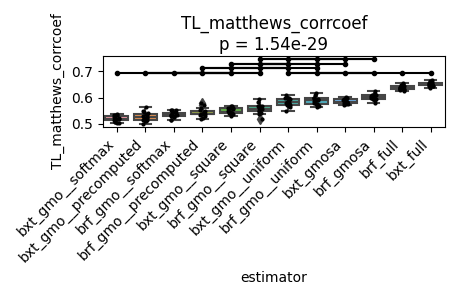 TL_matthews_corrcoef
p = 1.54e-29
TL_matthews_corrcoef
0.7
0.6
0.5
bxt_gmo__softmax
bxt_gmo__precomputed
brf_gmo__softmax
brf_gmo__precomputed
bxt_gmo__square
brf_gmo__square
bxt_gmo__uniform
brf_gmo__uniform
bxt_gmosa
brf_gmosa
brf_full
bxt_full
estimator